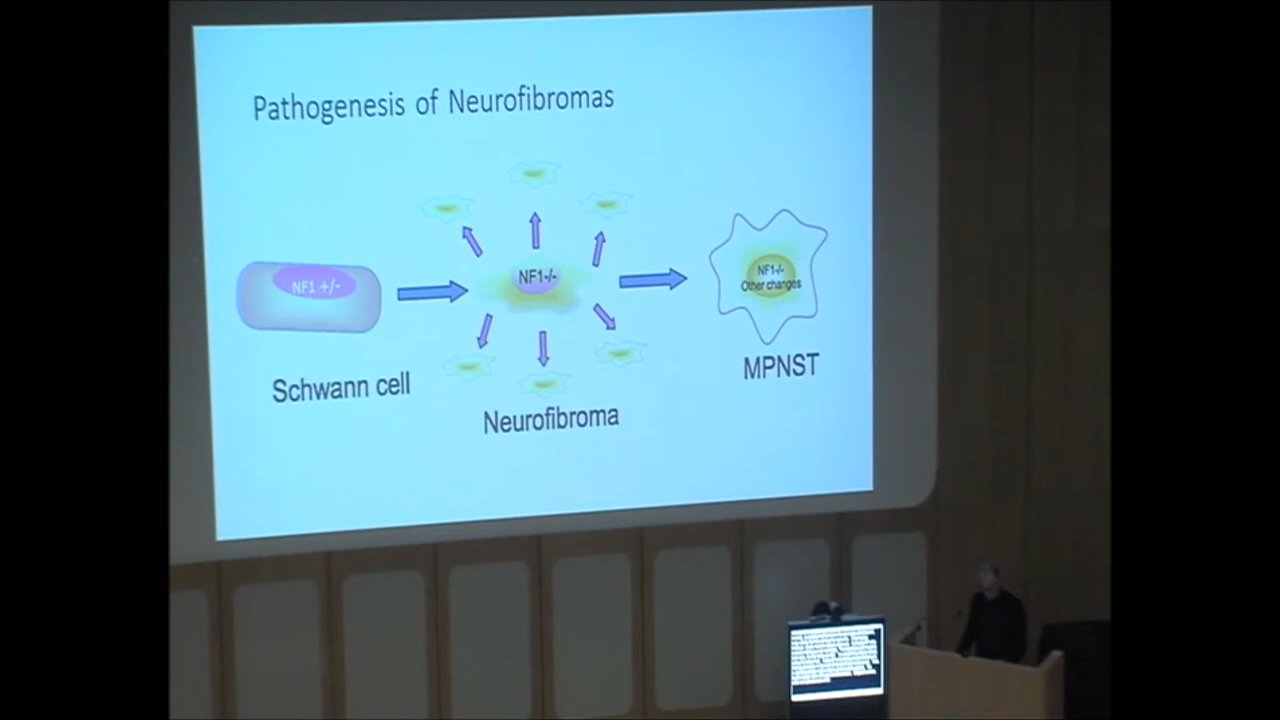 Pathogenesis of Neurofibromas
NF1 +/-
NF1-/-
NF1-/-
Other changes
Schwann cell
Neurofibroma
MPNST